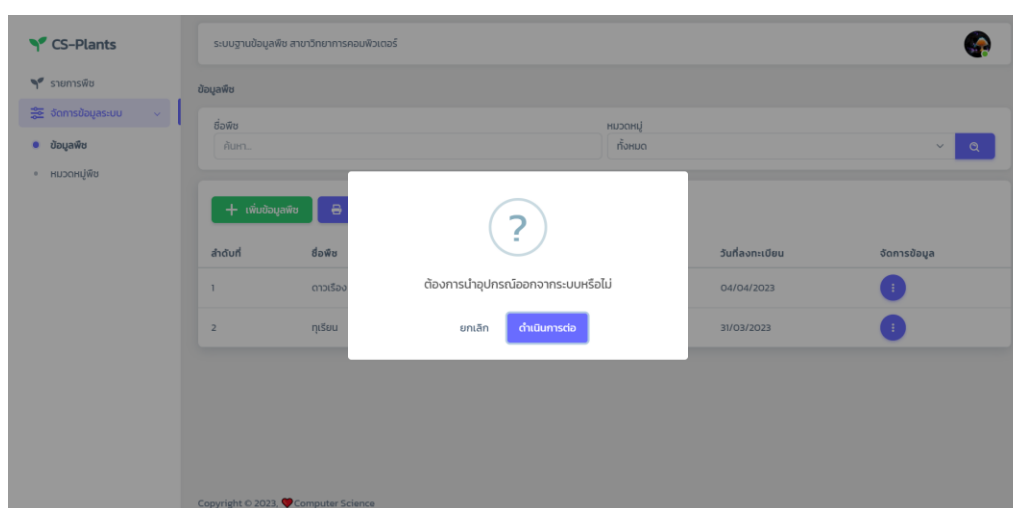 CS-Plants
ระบบฐานข้อมูลพืช สาขาวิทยาการคอมพิวเตอร์
รายการพืช
จัดการข้อมูลระบบ
ข้อมูลพืช
หมวดหมู่พืช
ข้อมูลพืช
ชื่อพืช
หมวดหมู่
ค้นหา...
ทั้งหมด
เพิ่มข้อมูลพืช
ลำดับที่ ชื่อพืช วันที่ลงทะเบียน จัดการข้อมูล
1 ดาวเรือง 04/04/2023
2 ทุเรียน 31/03/2023
?
ต้องการนำอุปกรณ์ออกจากระบบหรือไม่
ยกเลิก ดำเนินการต่อ
Copyright © 2023, ❤Computer Science